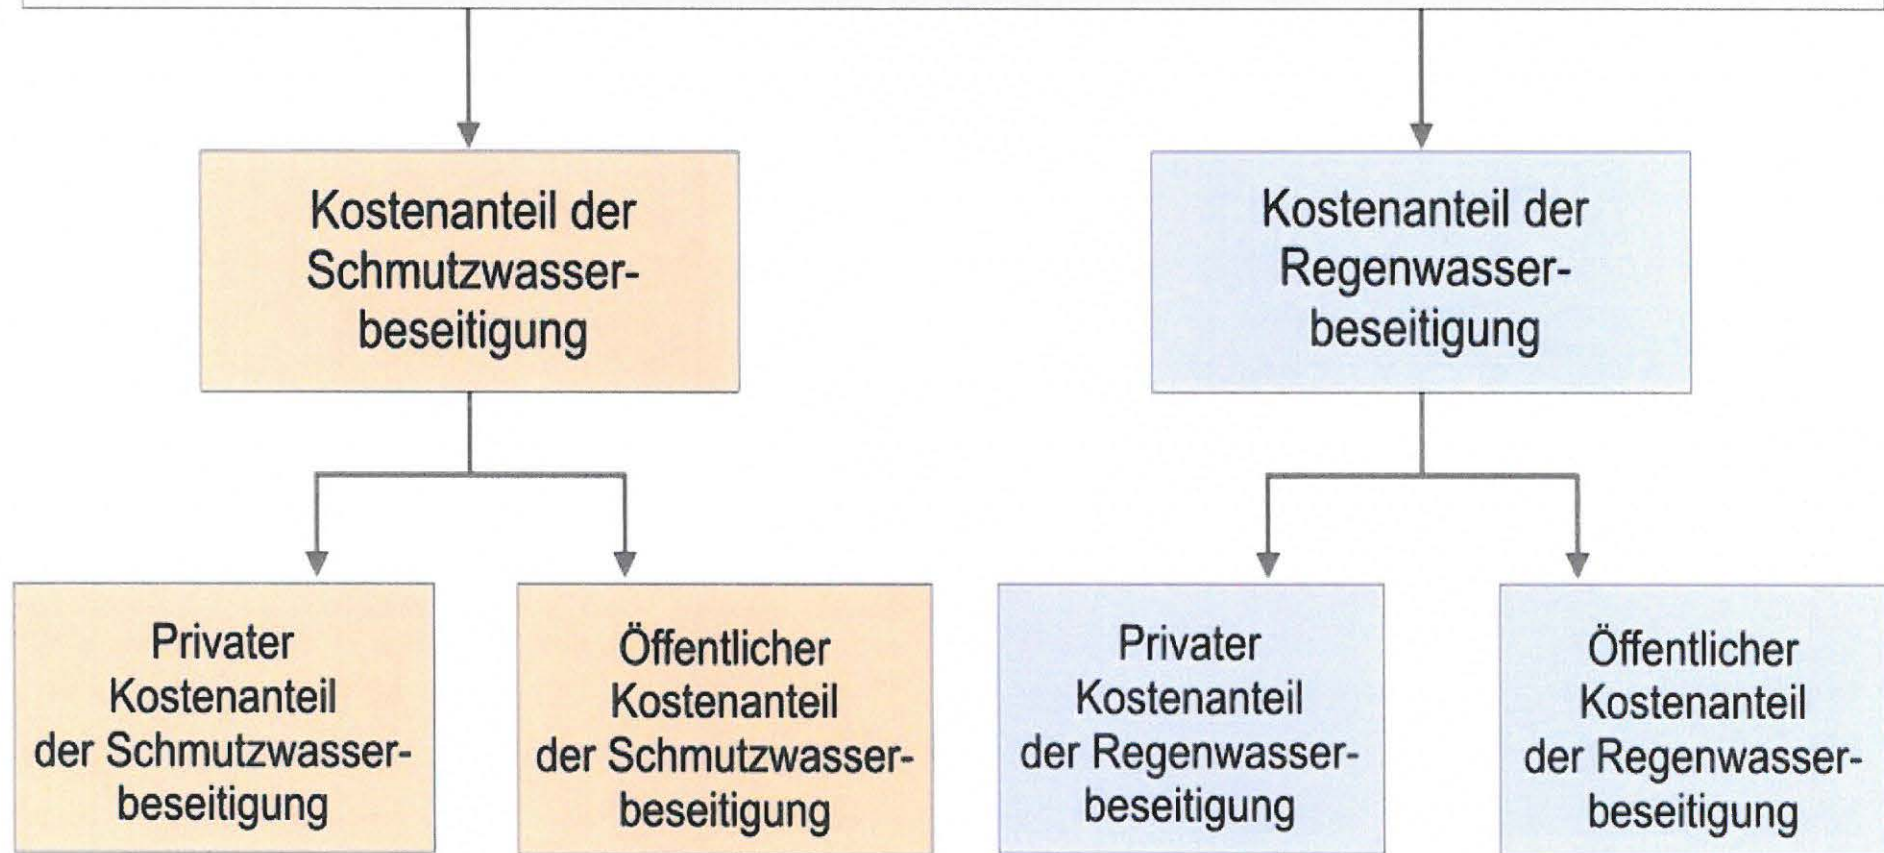 Kostenanteil der
Schmutzwasser-
beseitigung
Kostenanteil der
Regenwasser-
beseitigung
Privater
Kostenanteil
der Schmutzwasser-
beseitigung
Öffentlicher
Kostenanteil
der Schmutzwasser-
beseitigung
Privater
Kostenanteil
der Regenwasser-
beseitigung
Öffentlicher
Kostenanteil
der Regenwasser-
beseitigung